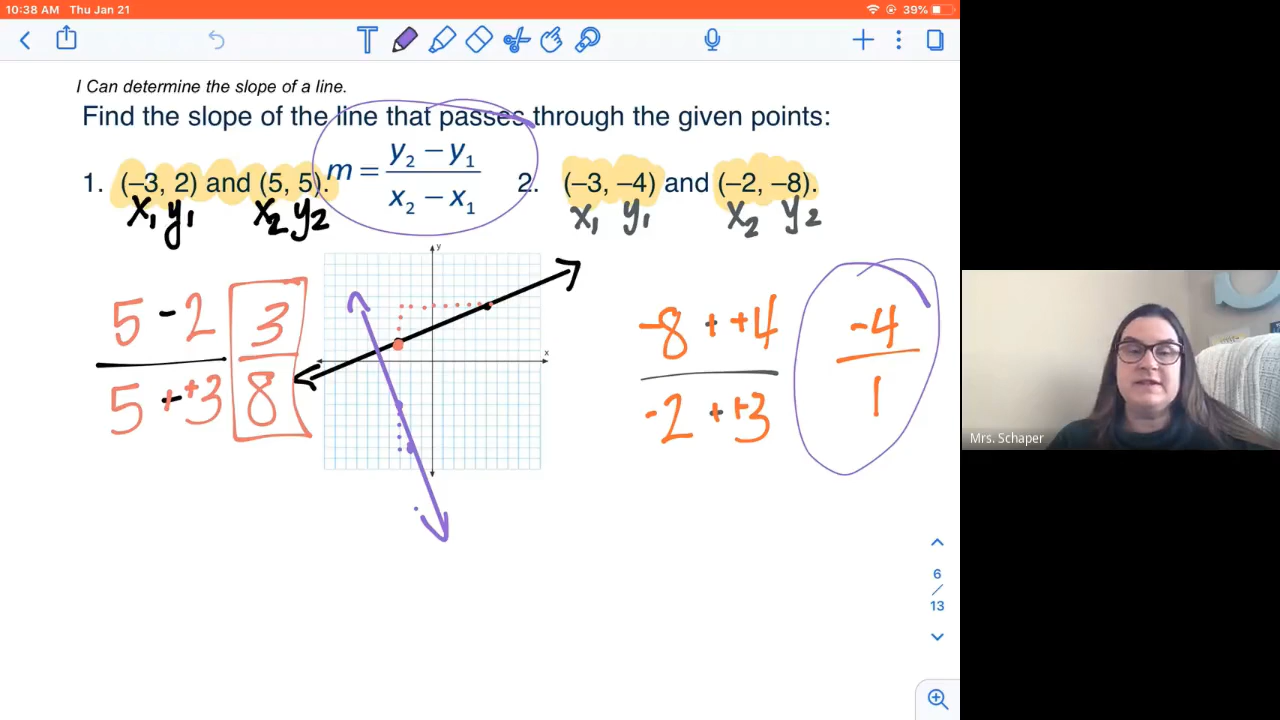 10:38 AM Thu Jan 21
39%
I Can determine the slope of a line.
Find the slope of the line that passes through the given points:
1. (–3, 2) and (5, 5).
m = y₂ – y₁ / x₂ – x₁
2. (–3, –4) and (–2, –8).
x₁ y₁ x₂ y₂
x₁ y₁ x₂ y₂
y
x
5 - 2
5 + +3
3
8
-8 + +4
-2 + +3
-4
1
Mrs. Schaper
6
/
13